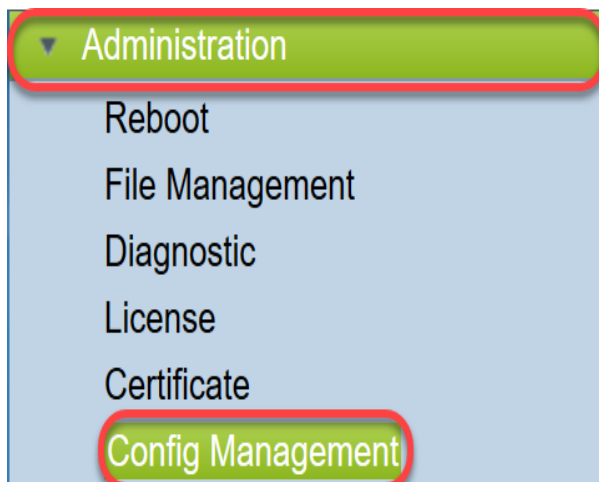 Administration
Reboot
File Management
Diagnostic
License
Certificate
Config Management